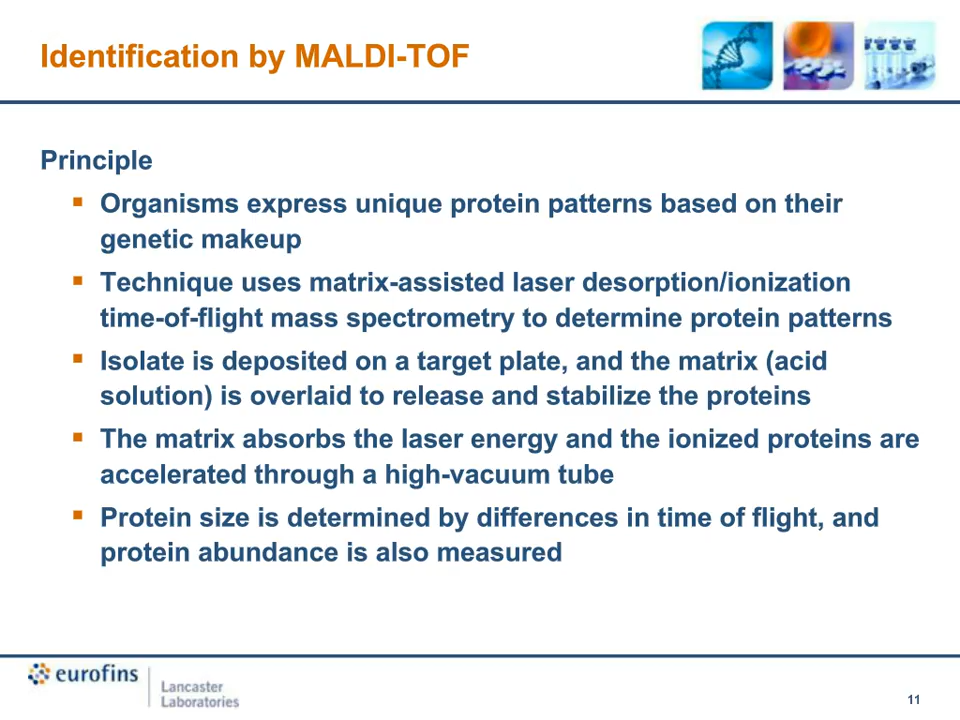 Identification by MALDI-TOF
Principle
▪ Organisms express unique protein patterns based on their
genetic makeup
▪ Technique uses matrix-assisted laser desorption/ionization
time-of-flight mass spectrometry to determine protein patterns
▪ Isolate is deposited on a target plate, and the matrix (acid
solution) is overlaid to release and stabilize the proteins
▪ The matrix absorbs the laser energy and the ionized proteins are
accelerated through a high-vacuum tube
▪ Protein size is determined by differences in time of flight, and
protein abundance is also measured
eurofins
Lancaster
Laboratories
11